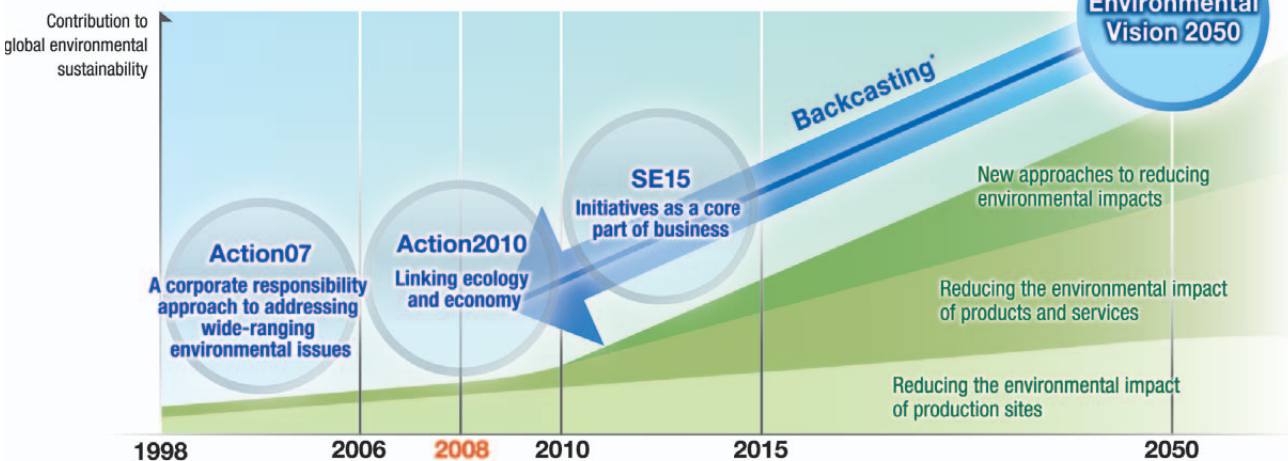 Contribution to
global environmental
sustainability
Environmental
Vision 2050
Backcasting*
SE15
Initiatives as a core
part of business
Action2010
Linking ecology
and economy
Action07
A corporate responsibility
approach to addressing
wide-ranging
environmental issues
New approaches to reducing
environmental impacts
Reducing the environmental impact
of products and services
Reducing the environmental impact
of production sites
1998
2006
2008
2010
2015
2050